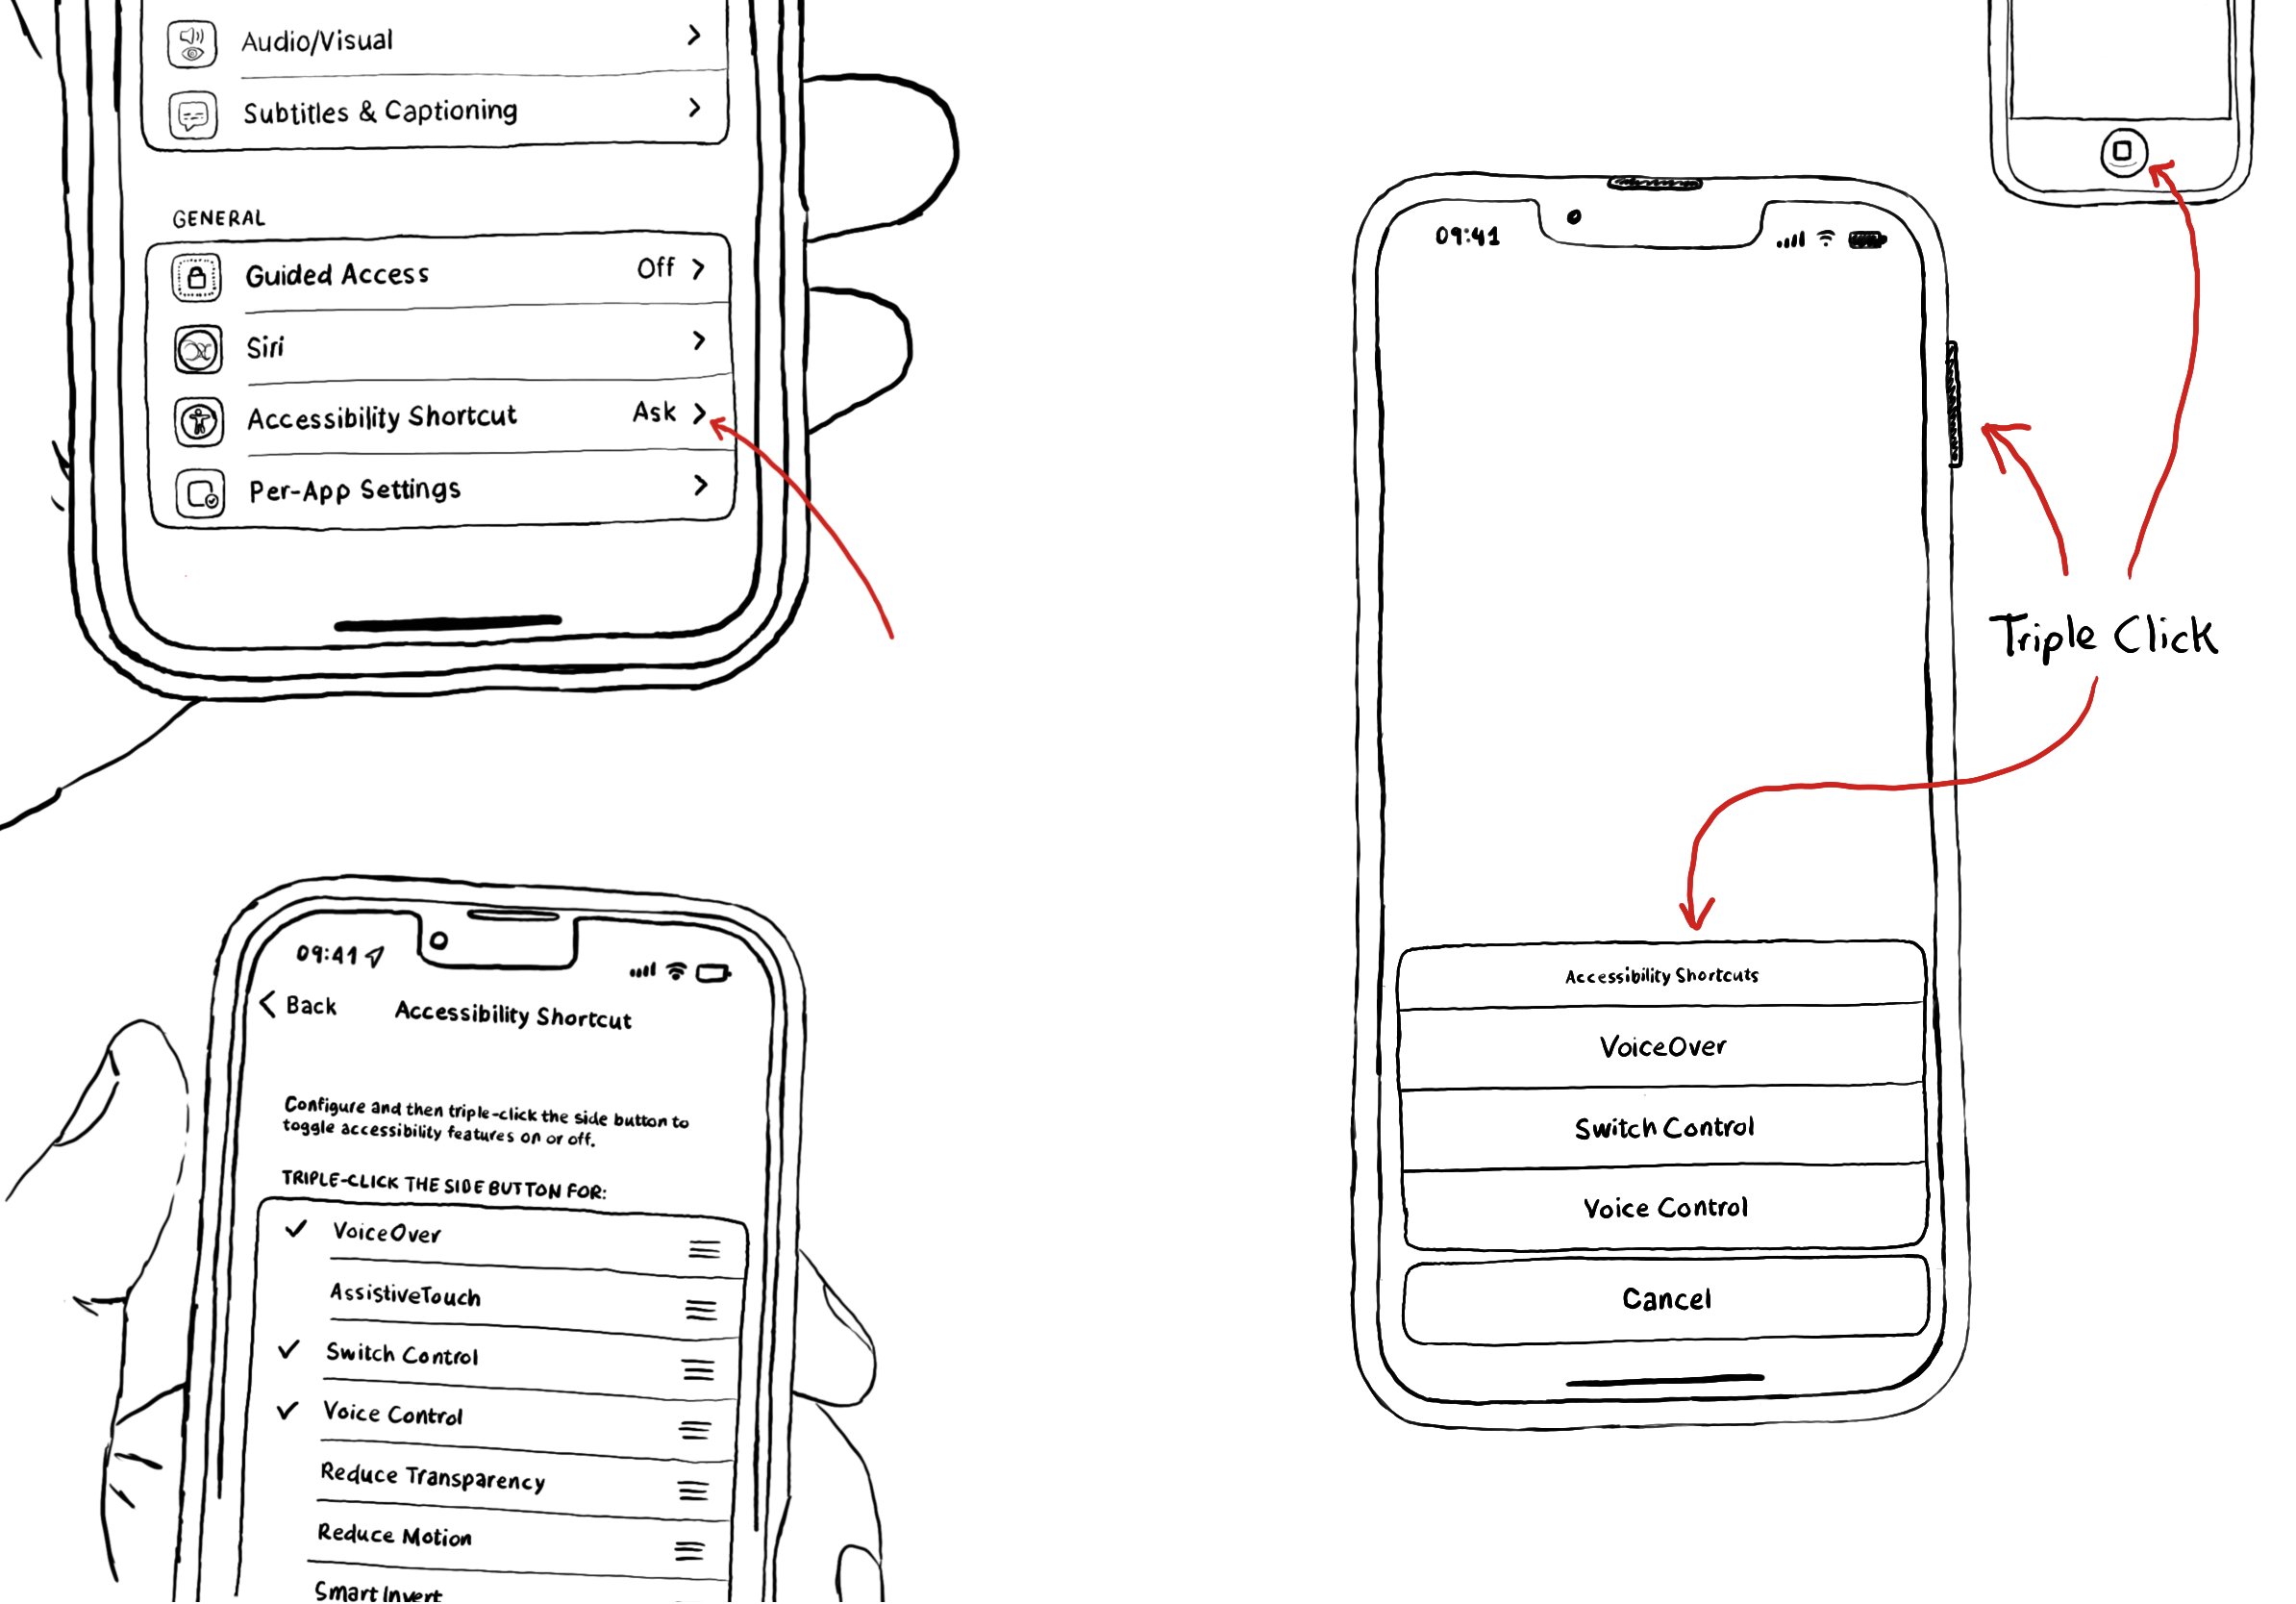 Audio/Visual
Subtitles & Captioning
GENERAL
Guided Access Off
Siri
Accessibility Shortcut Ask
Per-App Settings
09:41
Back Accessibility Shortcut
Configure and then triple-click the side button to
toggle accessibility features on or off.
TRIPLE-CLICK THE SIDE BUTTON FOR:
VoiceOver
AssistiveTouch
Switch Control
Voice Control
Reduce Transparency
Reduce Motion
Smart Invert
09:41
Triple Click
Accessibility Shortcuts
VoiceOver
Switch Control
Voice Control
Cancel